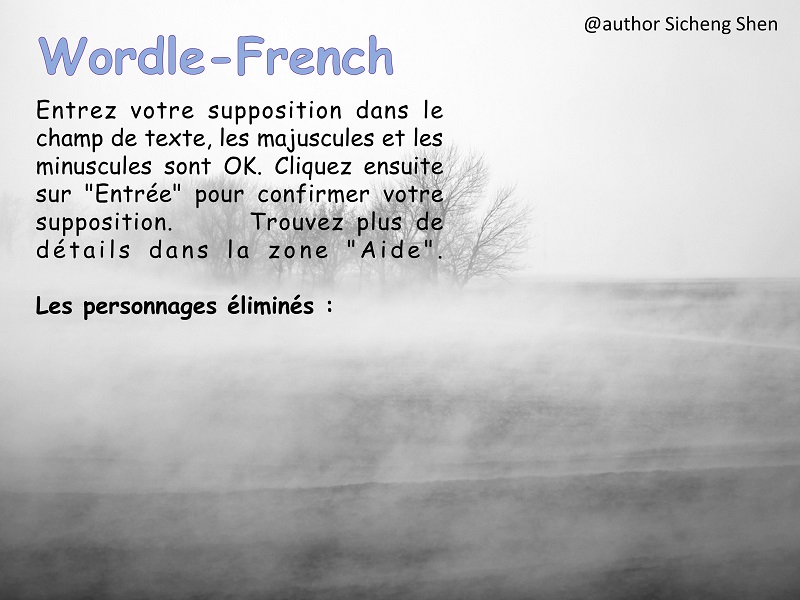 @author Sicheng Shen
Wordle-French
Entrez votre supposition dans le
champ de texte, les majuscules et les
minuscules sont OK. Cliquez ensuite
sur "Entrée" pour confirmer votre
supposition. Trouvez plus de
détails dans la zone "Aide".
Les personnages éliminés :